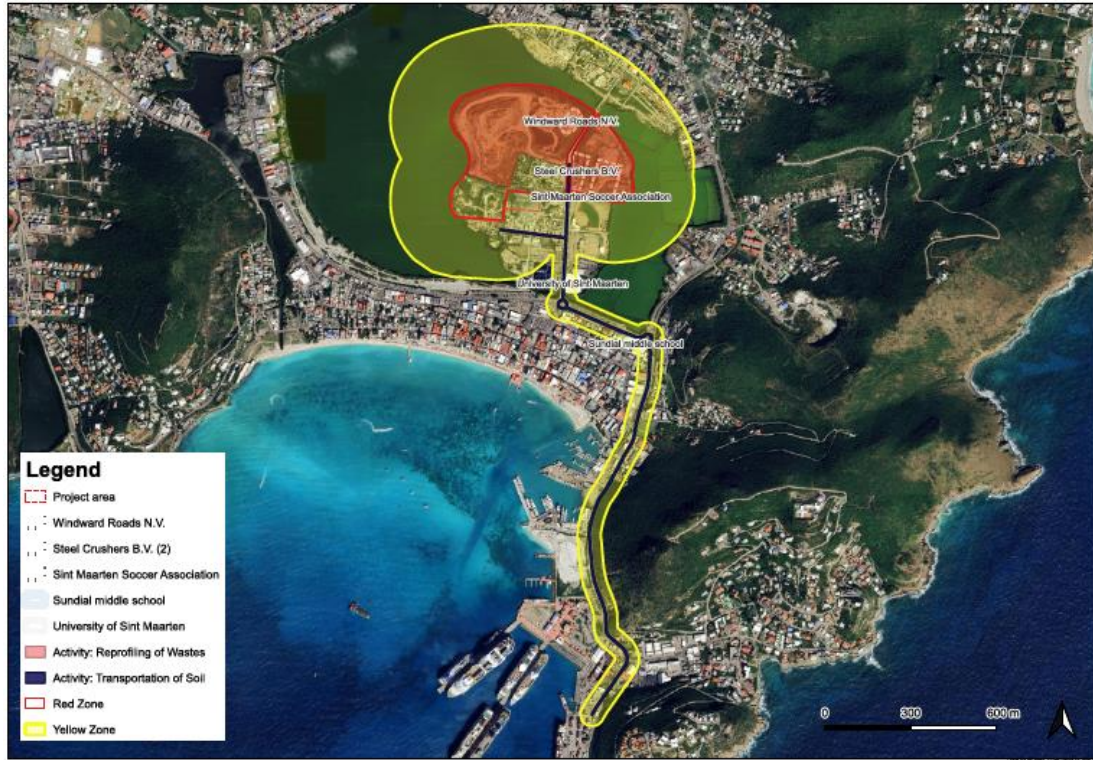 Windward Roads N.V.
Steel Crushers B.V.
Sint Maarten Soccer Association
University of Sint Maarten
Sundial middle school
Legend
Project area
Windward Roads N.V.
Steel Crushers B.V. (2)
Sint Maarten Soccer Association
Sundial middle school
University of Sint Maarten
Activity: Reprofiling of Wastes
Activity: Transportation of Soil
Red Zone
Yellow Zone
0 300 600 m